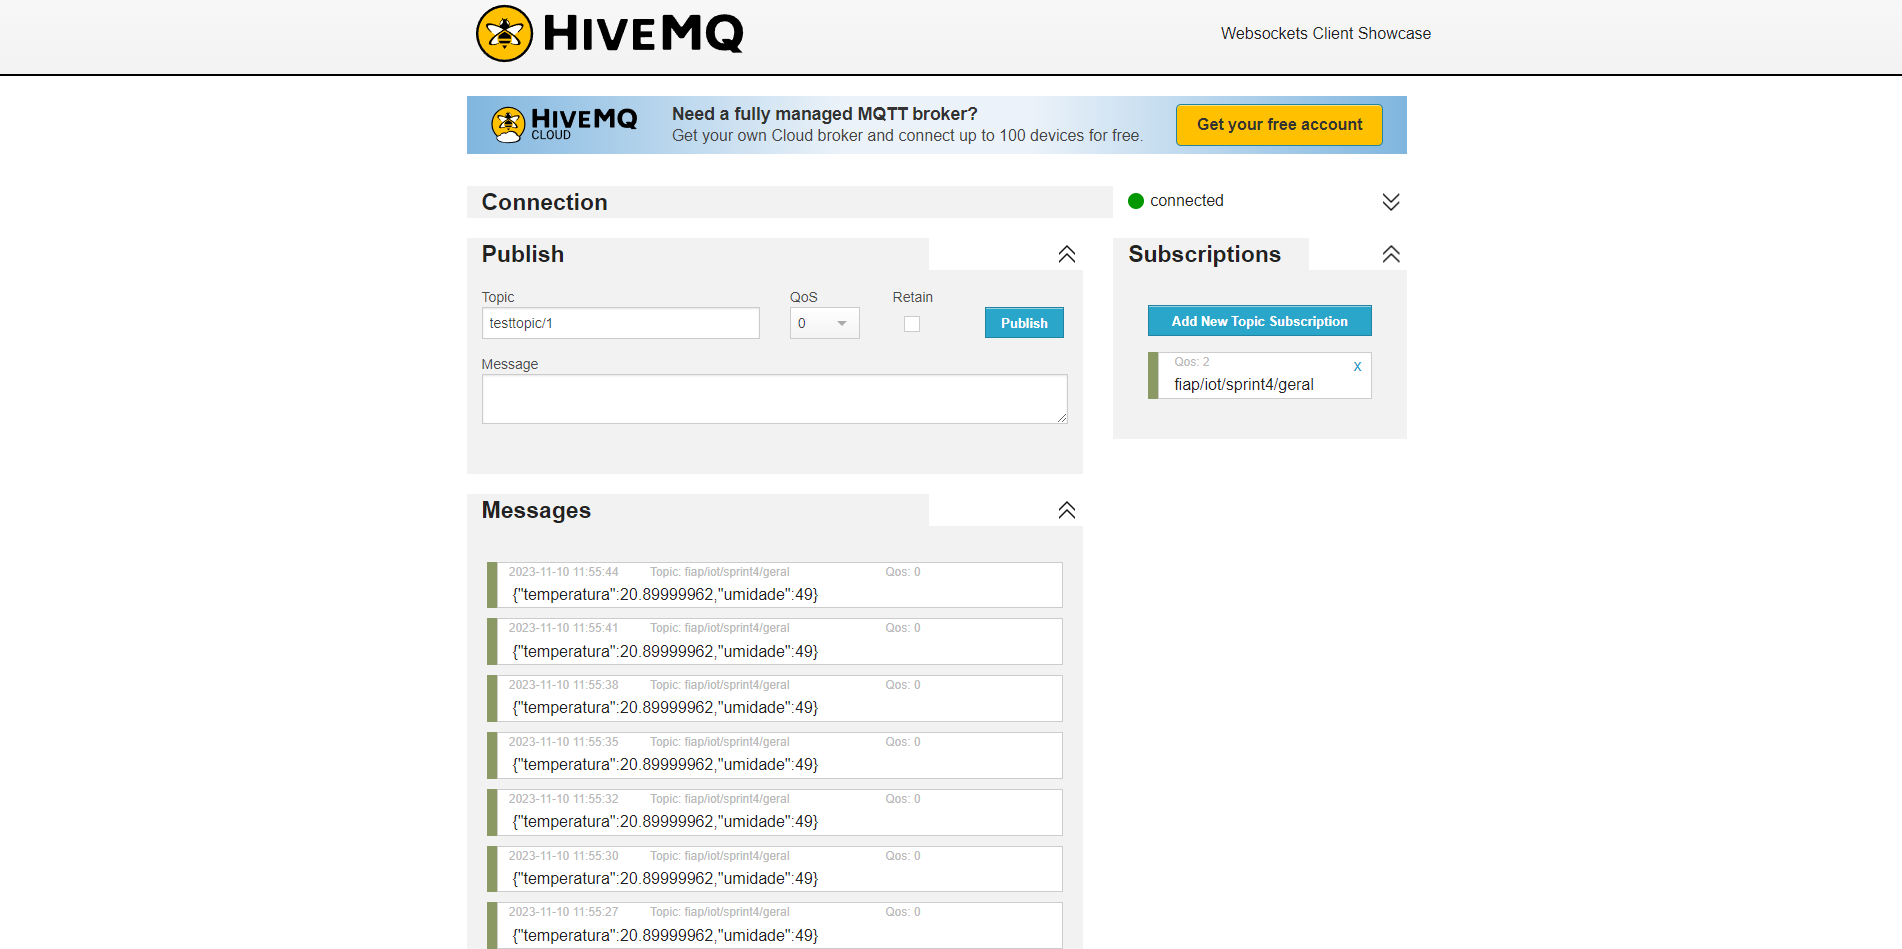 HIVEMQ
Websockets Client Showcase
HIVEMQ
CLOUD
Need a fully managed MQTT broker?
Get your own Cloud broker and connect up to 100 devices for free.
Get your free account
Connection
connected
Publish
Topic
QoS
Retain
testtopic/1
0
Publish
Message
Subscriptions
Add New Topic Subscription
Qos: 2
x
fiap/iot/sprint4/geral
Messages
2023-11-10 11:55:44 Topic: fiap/iot/sprint4/geral Qos: 0
{"temperatura":20.89999962,"umidade":49}
2023-11-10 11:55:41 Topic: fiap/iot/sprint4/geral Qos: 0
{"temperatura":20.89999962,"umidade":49}
2023-11-10 11:55:38 Topic: fiap/iot/sprint4/geral Qos: 0
{"temperatura":20.89999962,"umidade":49}
2023-11-10 11:55:35 Topic: fiap/iot/sprint4/geral Qos: 0
{"temperatura":20.89999962,"umidade":49}
2023-11-10 11:55:32 Topic: fiap/iot/sprint4/geral Qos: 0
{"temperatura":20.89999962,"umidade":49}
2023-11-10 11:55:30 Topic: fiap/iot/sprint4/geral Qos: 0
{"temperatura":20.89999962,"umidade":49}
2023-11-10 11:55:27 Topic: fiap/iot/sprint4/geral Qos: 0
{"temperatura":20.89999962,"umidade":49}